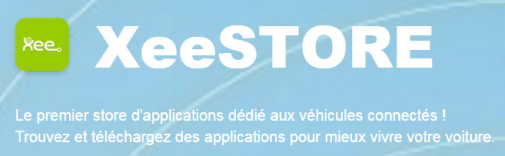 Xee
XeeSTORE
Le premier store d'applications dédié aux véhicules connectés !
Trouvez et téléchargez des applications pour mieux vivre votre voiture.